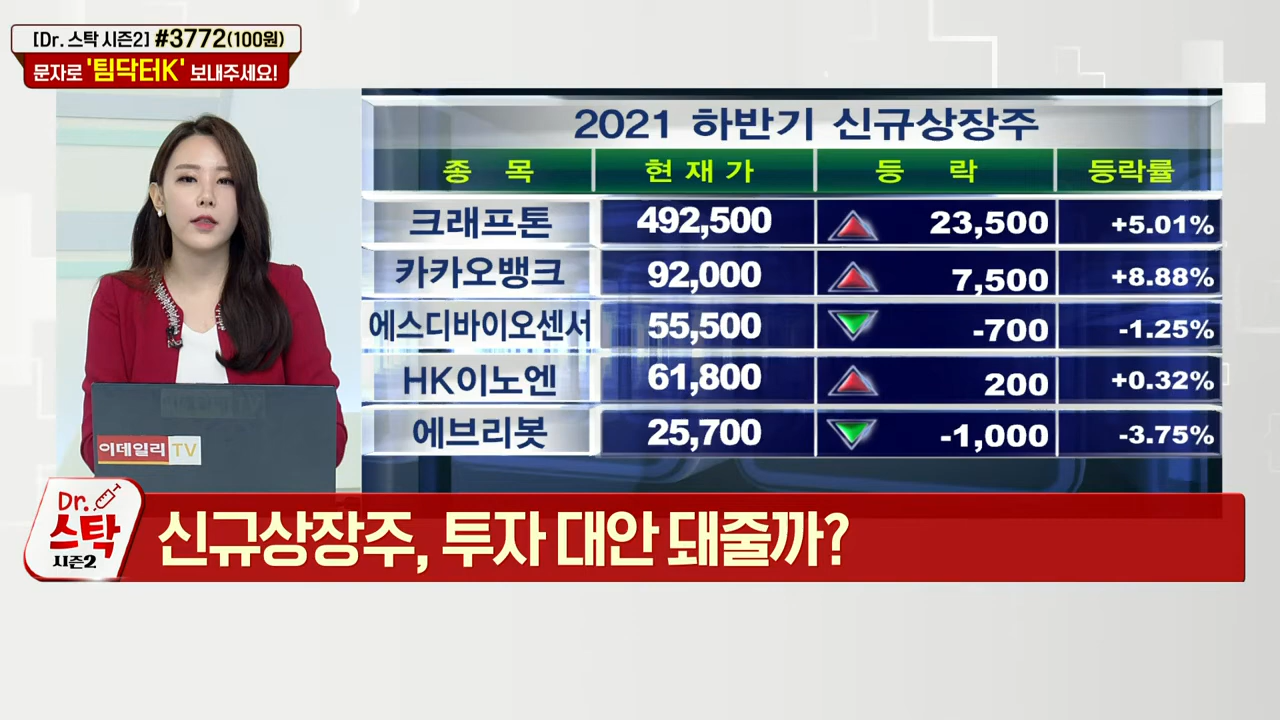 [Dr. 스탁 시즌2] #3772(100원)
문자로 '팀닥터K' 보내주세요!
2021 하반기 신규상장주
종 목 현 재 가 등 락 등락률
크래프톤 492,500 23,500 +5.01%
카카오뱅크 92,000 7,500 +8.88%
에스디바이오센서 55,500 -700 -1.25%
HK이노엔 61,800 200 +0.32%
에브리봇 25,700 -1,000 -3.75%
이데일리 TV
Dr.
스탁
시즌2
신규상장주, 투자 대안 돼줄까?